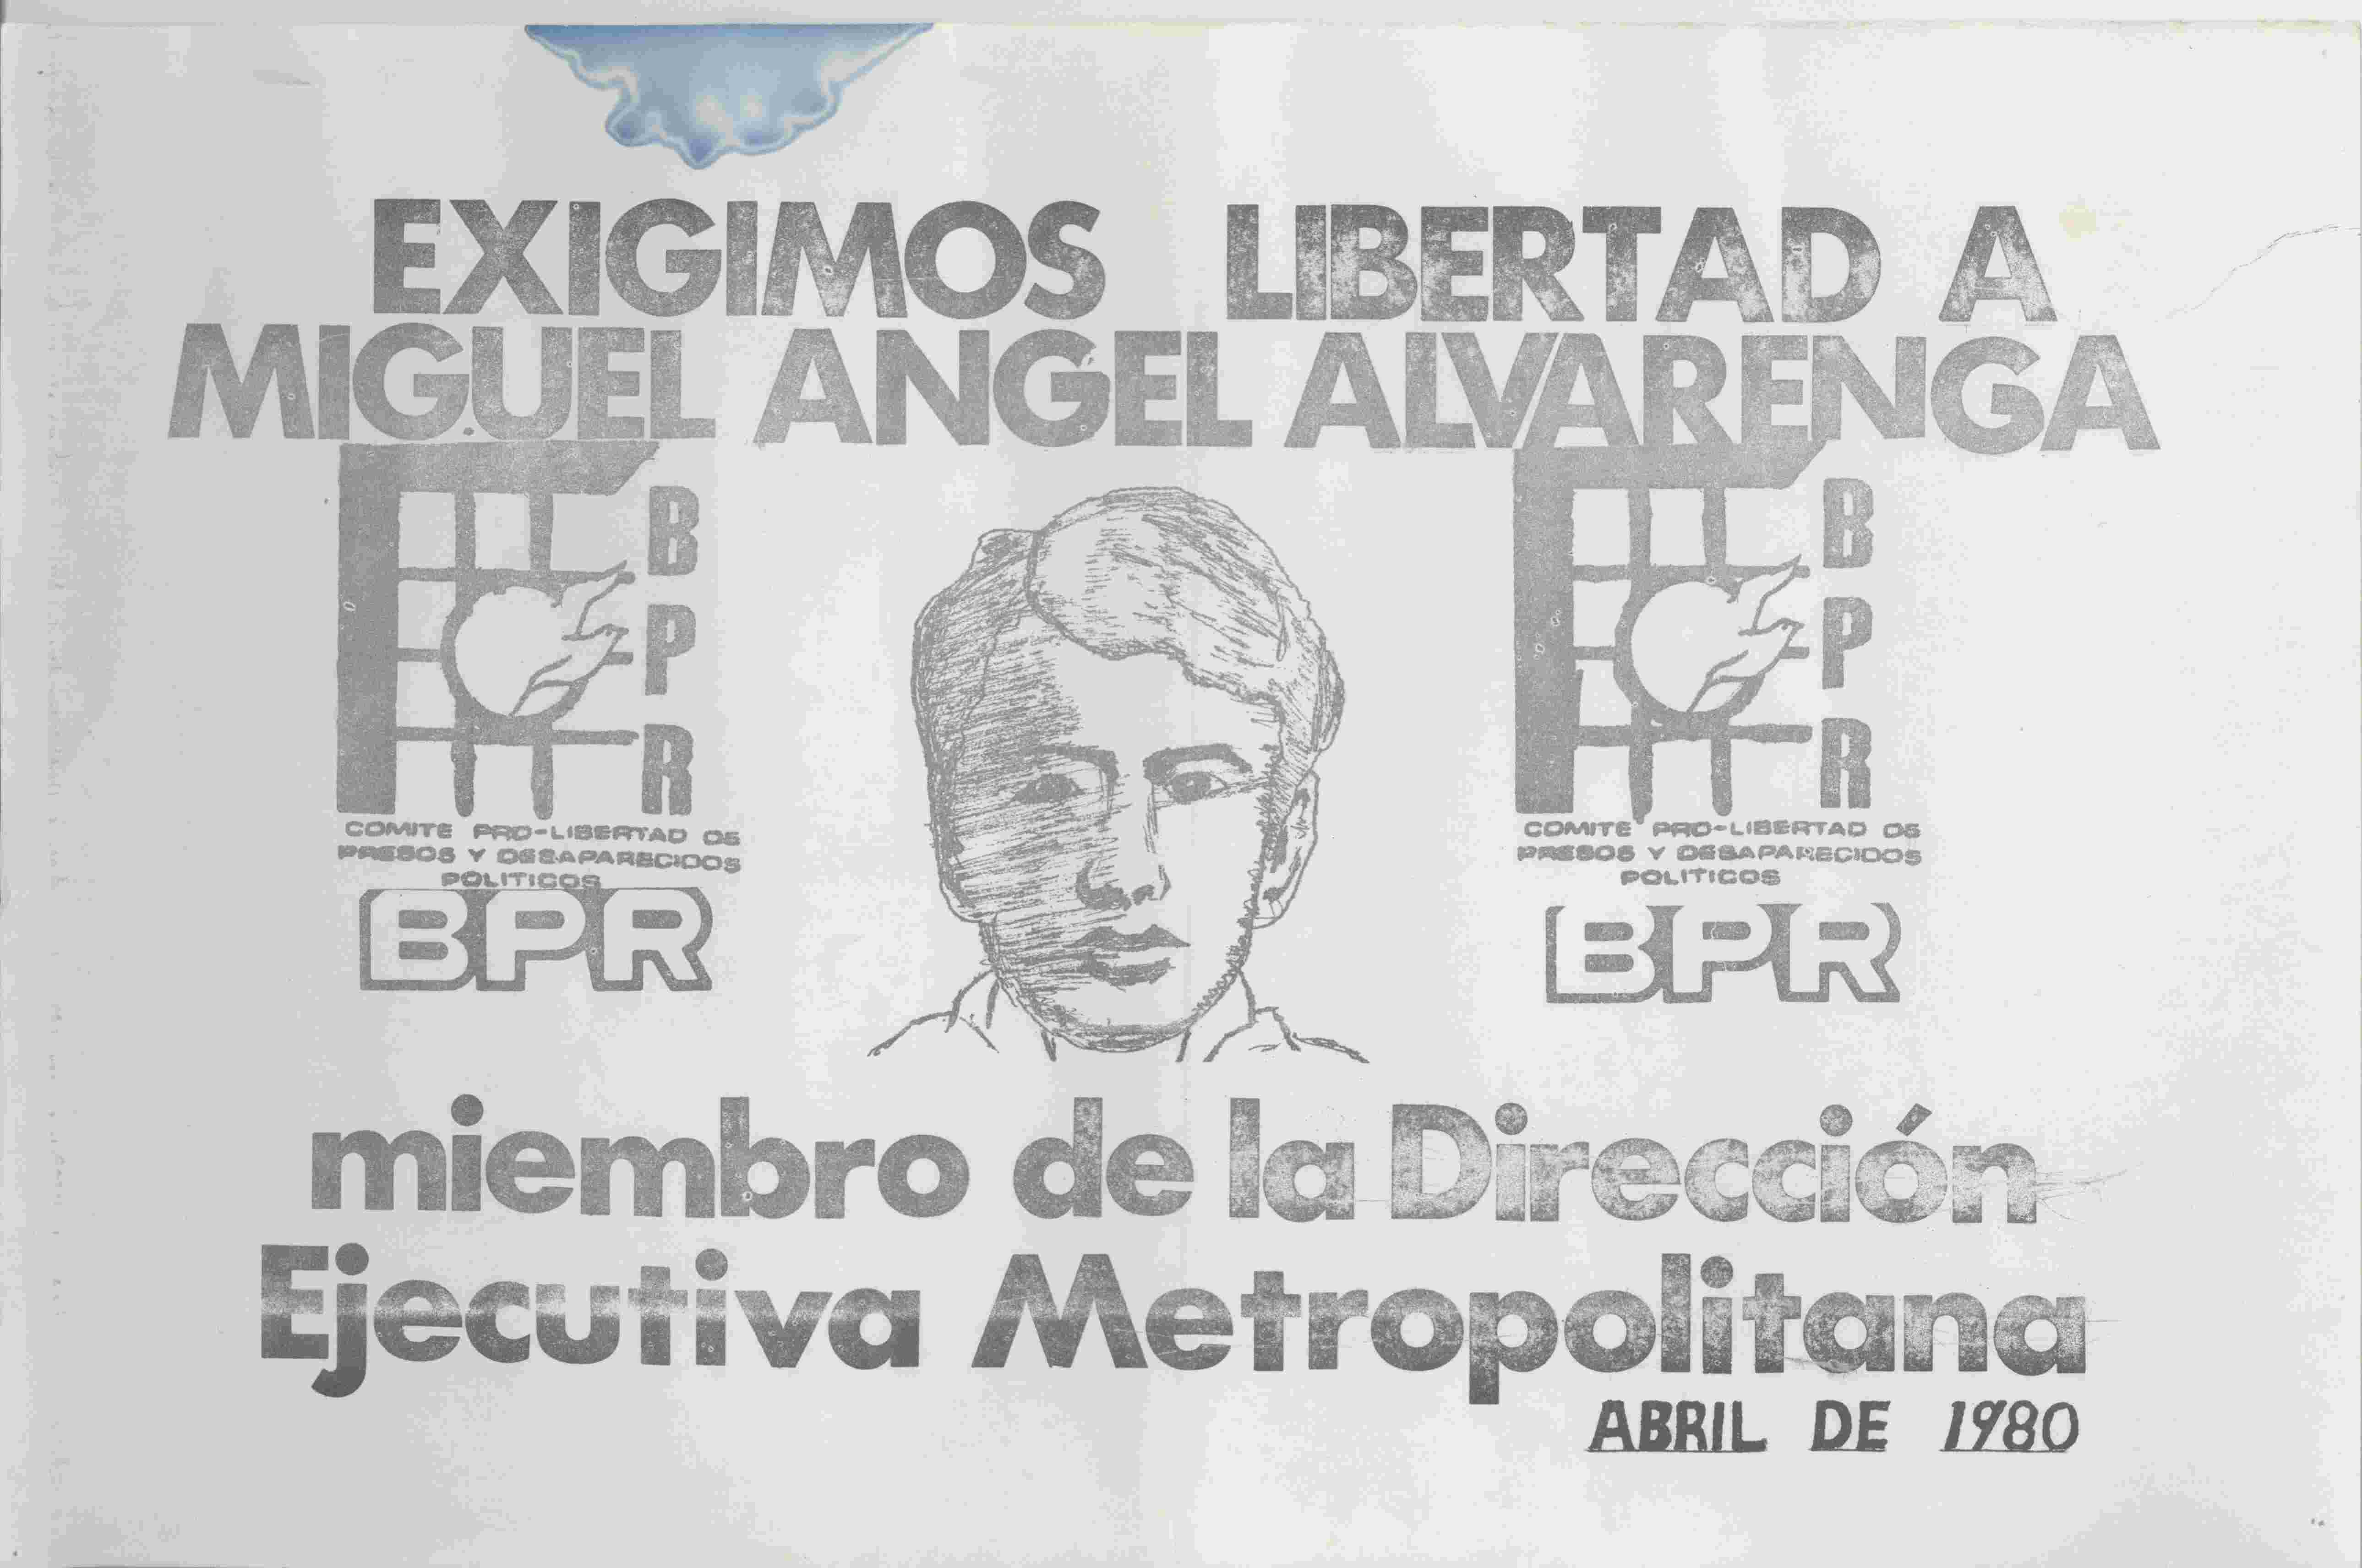 EXIGIMOS LIBERTAD A
MIGUEL ANGEL ALVARENGA
B
P
R
COMITE PRO-LIBERTAD DE
PRESOS Y DESAPARECIDOS
POLITICOS
BPR
B
P
R
COMITE PRO-LIBERTAD DE
PRESOS Y DESAPARECIDOS
POLITICOS
BPR
miembro de la Dirección
Ejecutiva Metropolitana
ABRIL DE 1980